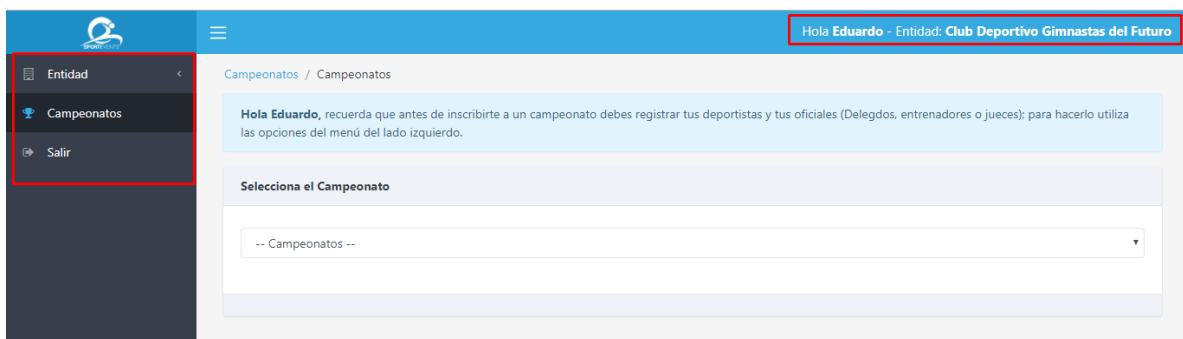 SPORTEVENTS
Hola Eduardo - Entidad: Club Deportivo Gimnastas del Futuro
Entidad
Campeonatos
Salir
Campeonatos / Campeonatos
Hola Eduardo, recuerda que antes de inscribirte a un campeonato debes registrar tus deportistas y tus oficiales (Delegdos, entrenadores o jueces); para hacerlo utiliza
las opciones del menú del lado izquierdo.
Selecciona el Campeonato
-- Campeonatos --